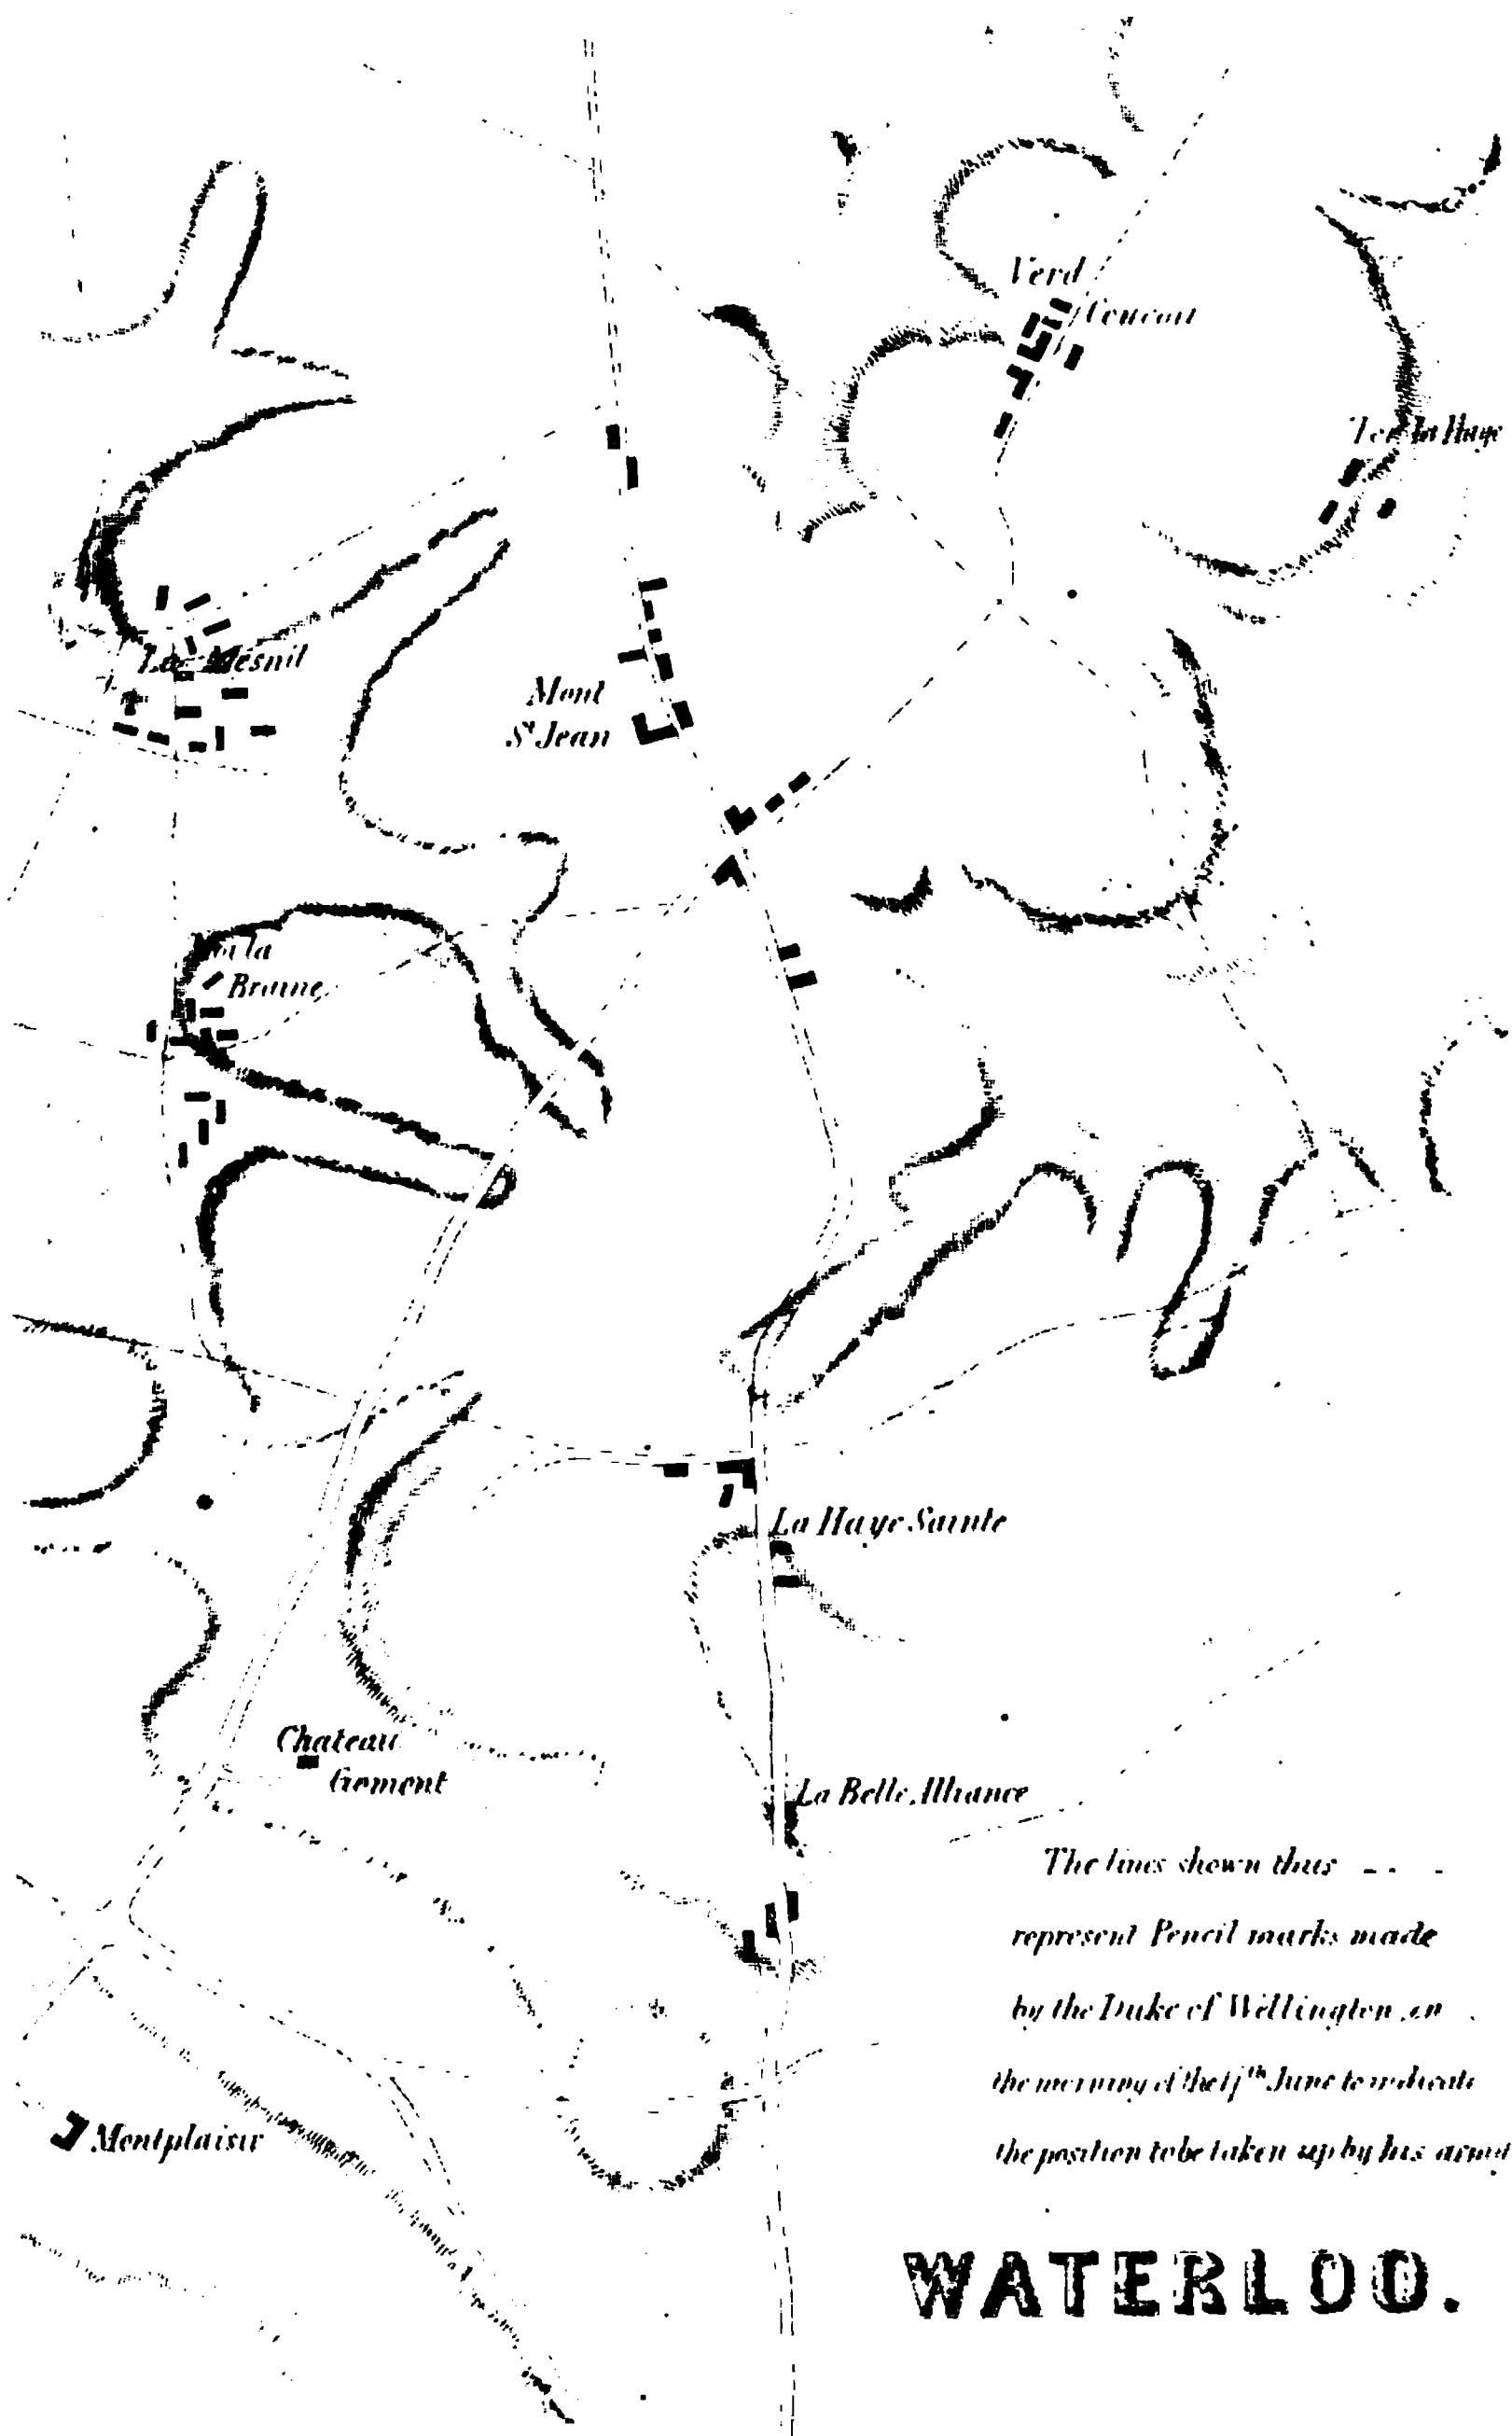 Verd
Coucou
Ter la Haye
Le Mesnil
Mont
St Jean
la
Braine
La Haye Sainte
Chateau
Goment
La Belle Alliance
The lines shown thus
represent Pencil marks made
by the Duke of Wellington on
the morning of the 17th June to indicate
the position to be taken up by his army
Montplaisir
WATERLOO.